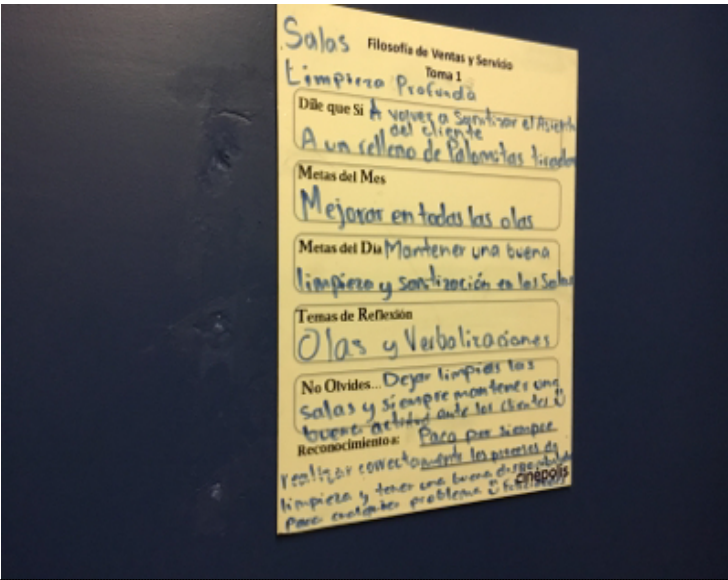 Salas Filosofía de Ventas y Servicio
Toma 1
Limpieza Profunda
Dile que Si A volver a Sanitizar el Asiento
del cliente
A un relleno de Palomitas tiradas
Metas del Mes
Mejorar en todas las olas
Metas del Día Mantener una buena
limpieza y sanitización en las Salas
Temas de Reflexión
Olas y Verbalizaciones
No Olvides... Dejar limpias las
salas y siempre mantener una
buena actitud ante los clientes
Reconocimiento a: Paco por siempre
realizar correctamente los procesos de
limpieza y tener una buena disponibilidad
cinépolis
para cualquier problema